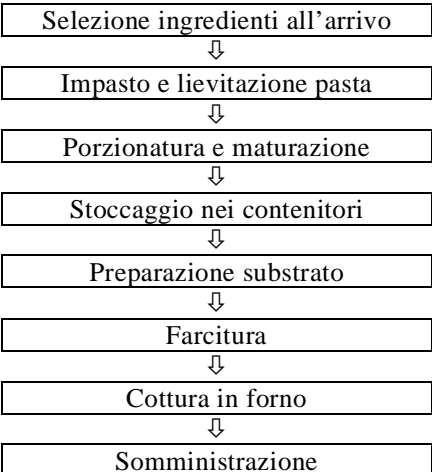 Selezione ingredienti all'arrivo
⇩
Impasto e lievitazione pasta
⇩
Porzionatura e maturazione
⇩
Stoccaggio nei contenitori
⇩
Preparazione substrato
⇩
Farcitura
⇩
Cottura in forno
⇩
Somministrazione